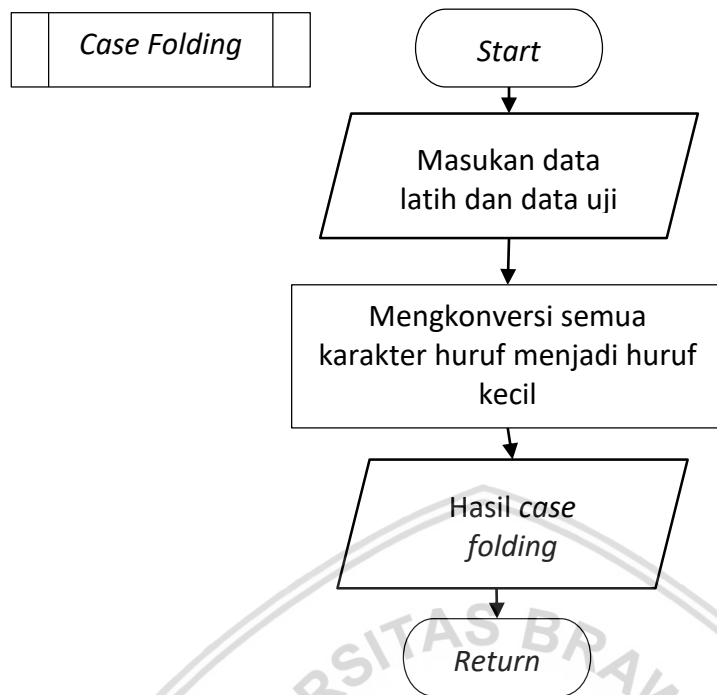 Case Folding
Start
Masukan data
latih dan data uji
Mengkonversi semua
karakter huruf menjadi huruf
kecil
Hasil case
folding
Return